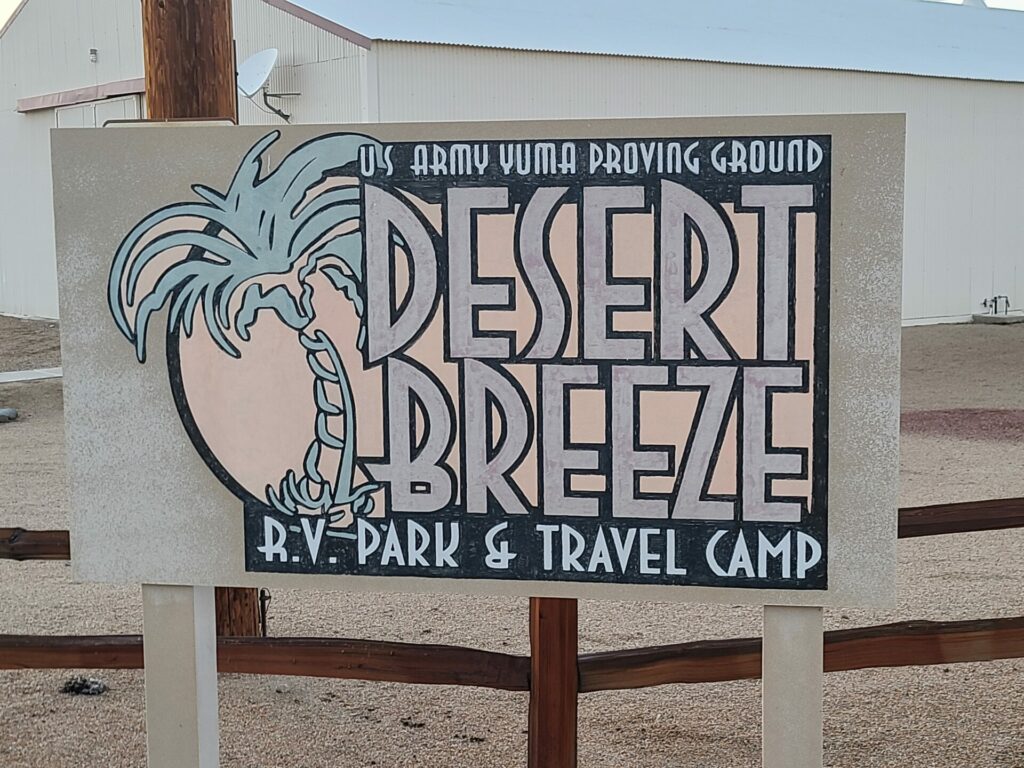 US ARMY YUMA PROVING GROUND
DESERT
BREEZE
R.V. PARK & TRAVEL CAMP